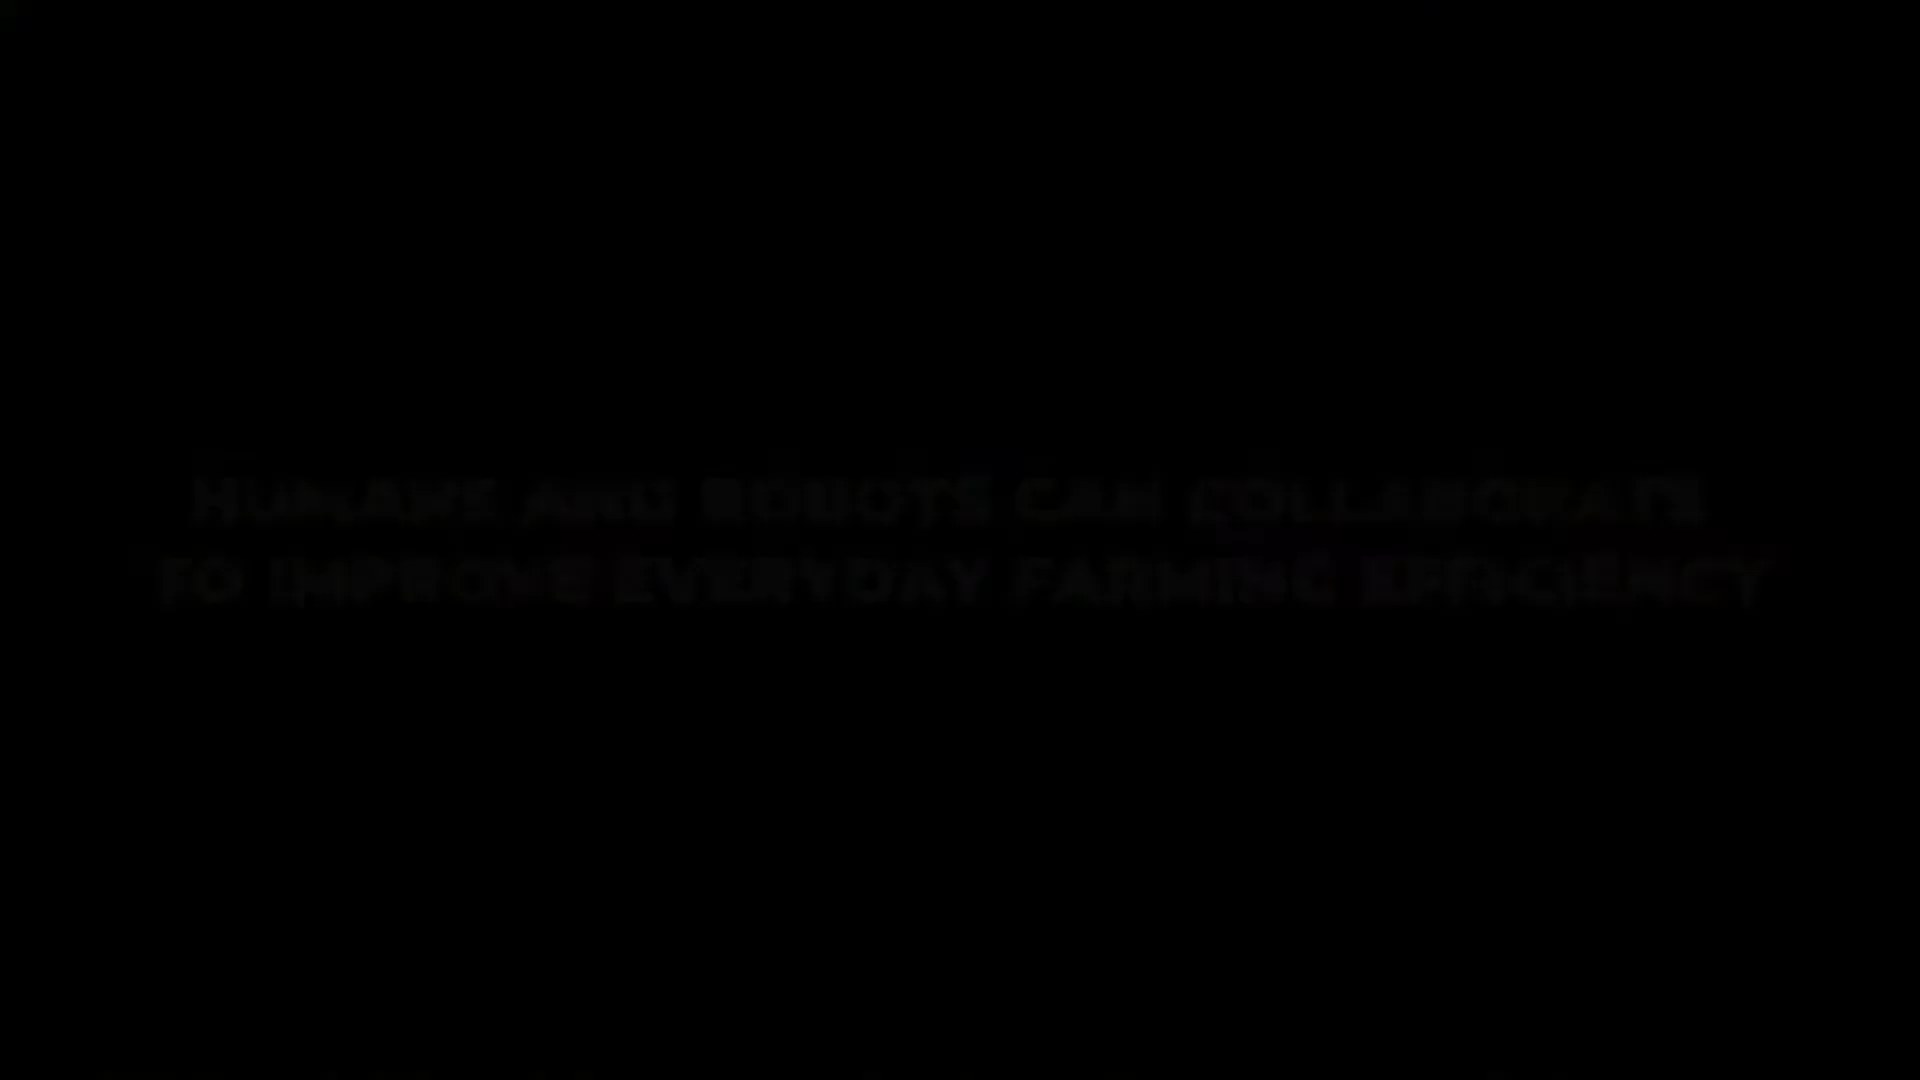 HUMANS AND ROBOTS CAN COLLABORATE
TO IMPROVE EVERYDAY FARMING EFFICIENCY